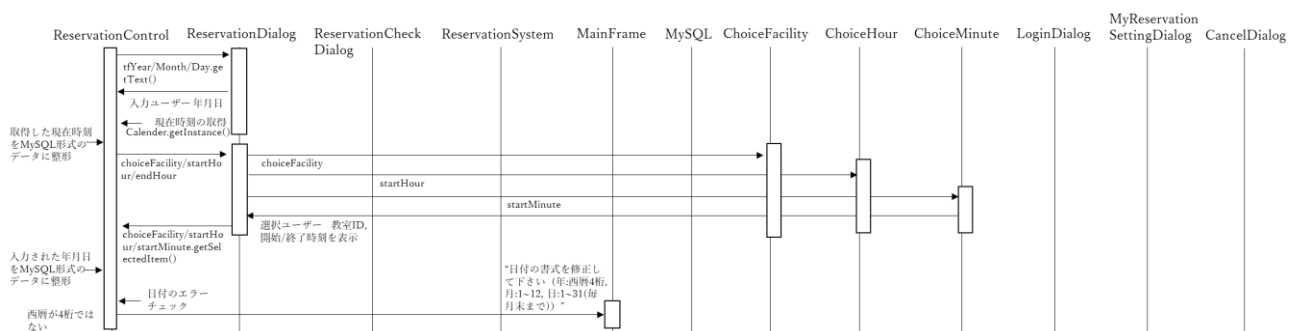 ReservationControl
ReservationDialog
ReservationCheck
Dialog
ReservationSystem
MainFrame
MySQL
ChoiceFacility
ChoiceHour
ChoiceMinute
LoginDialog
MyReservation
SettingDialog
CancelDialog
tfYear/Month/Day.ge
tText()
入力ユーザー 年月日
現在時刻の取得
Calender.getInstance()
取得した現在時刻
をMySQL形式の
データに整形
choiceFacility/startHo
ur/endHour
choiceFacility
startHour
startMinute
選択ユーザー　教室ID,
開始/終了時刻を表示
choiceFacility/startHo
ur/startMinute.getSel
ectedItem()
入力された年月日
をMySQL形式の
データに整形
日付のエラー
チェック
"日付の書式を修正し
て下さい（年:西暦4桁,
月:1~12, 日:1~31(毎
月末まで)）"
西暦が4桁では
ない